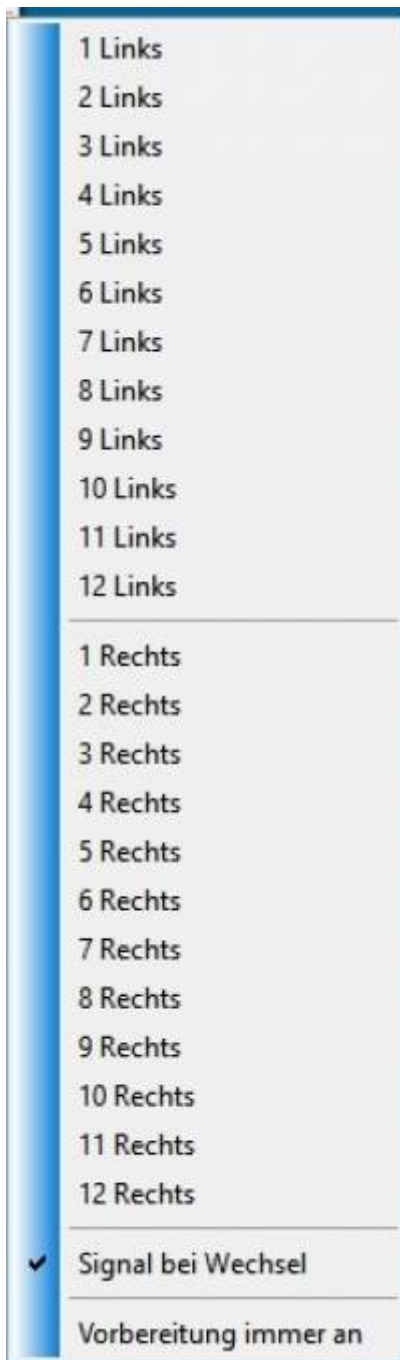 1 Links
2 Links
3 Links
4 Links
5 Links
6 Links
7 Links
8 Links
9 Links
10 Links
11 Links
12 Links
1 Rechts
2 Rechts
3 Rechts
4 Rechts
5 Rechts
6 Rechts
7 Rechts
8 Rechts
9 Rechts
10 Rechts
11 Rechts
12 Rechts
Signal bei Wechsel
Vorbereitung immer an